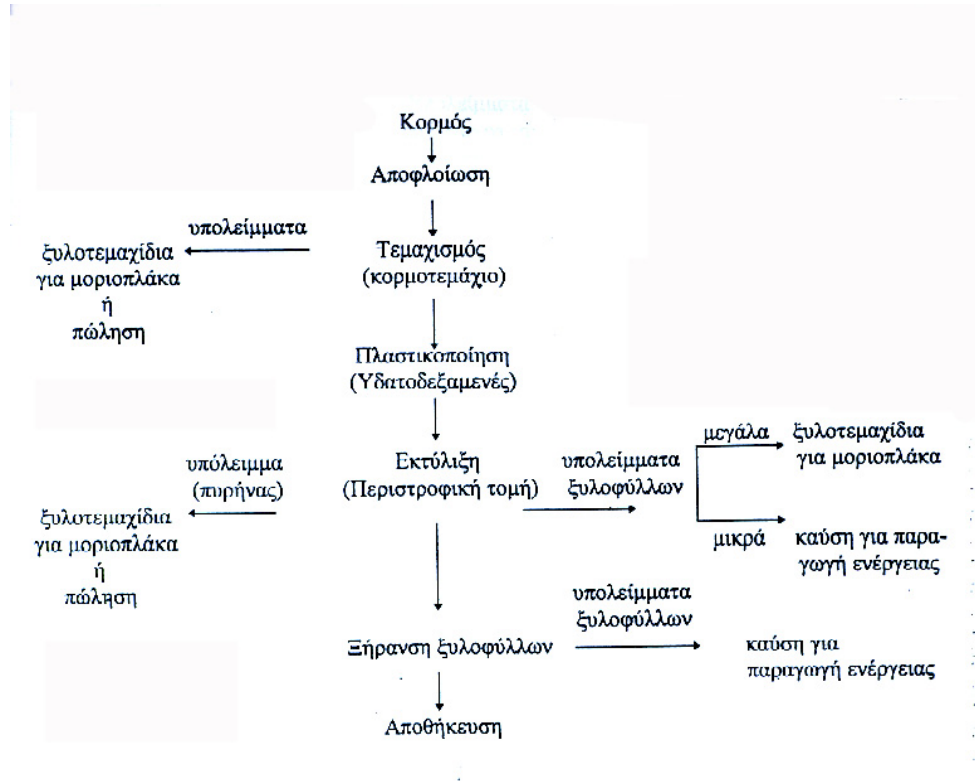 Κορμός
Αποφλοίωση
υπολείμματα
Τεμαχισμός
(κορμοτεμάχιο)
ξυλοτεμαχίδια
για μοριοπλάκα
ή
πώληση
Πλαστικοποίηση
(Υδατοδεξαμενές)
Εκτύλιξη
(Περιστροφική τομή)
υπόλειμμα
(πυρήνας)
ξυλοτεμαχίδια
για μοριοπλάκα
ή
πώληση
υπολείμματα
ξυλοφύλλων
μεγάλα
ξυλοτεμαχίδια
για μοριοπλάκα
μικρά
καύση για παρα-
γωγή ενέργειας
Ξήρανση ξυλοφύλλων
υπολείμματα
ξυλοφύλλων
καύση για
παραγωγή ενέργειας
Αποθήκευση